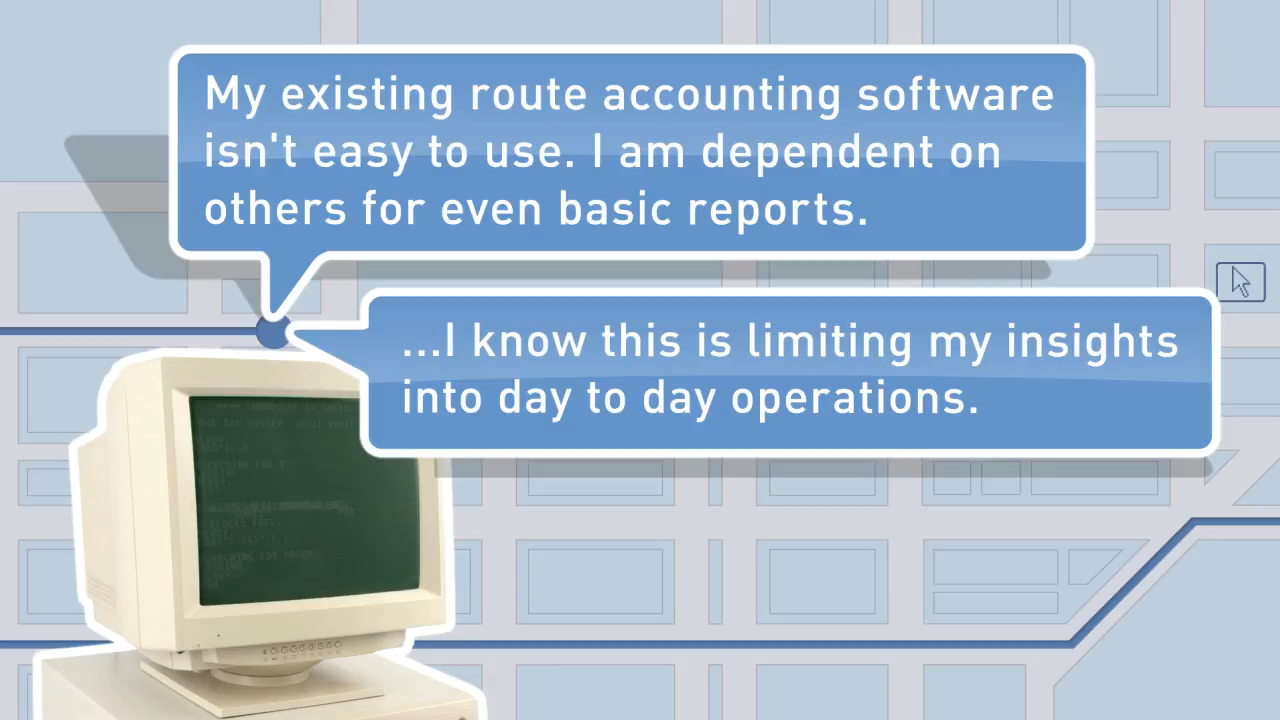 My existing route accounting software
isn't easy to use. I am dependent on
others for even basic reports.
...I know this is limiting my insights
into day to day operations.